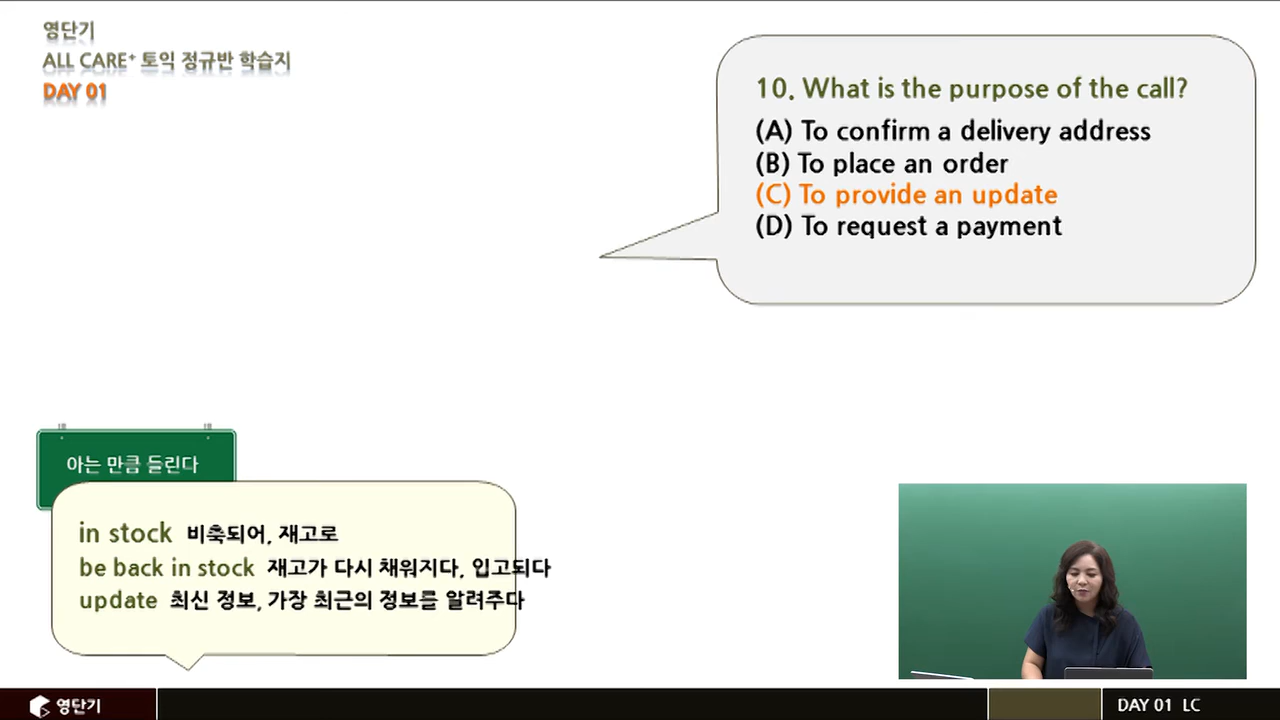 영단기
ALL CARE⁺ 토익 정규반 학습지
DAY 01
10. What is the purpose of the call?
(A) To confirm a delivery address
(B) To place an order
(C) To provide an update
(D) To request a payment
아는 만큼 들린다
in stock 비축되어, 재고로
be back in stock 재고가 다시 채워지다, 입고되다
update 최신 정보, 가장 최근의 정보를 알려주다
영단기
DAY 01 LC